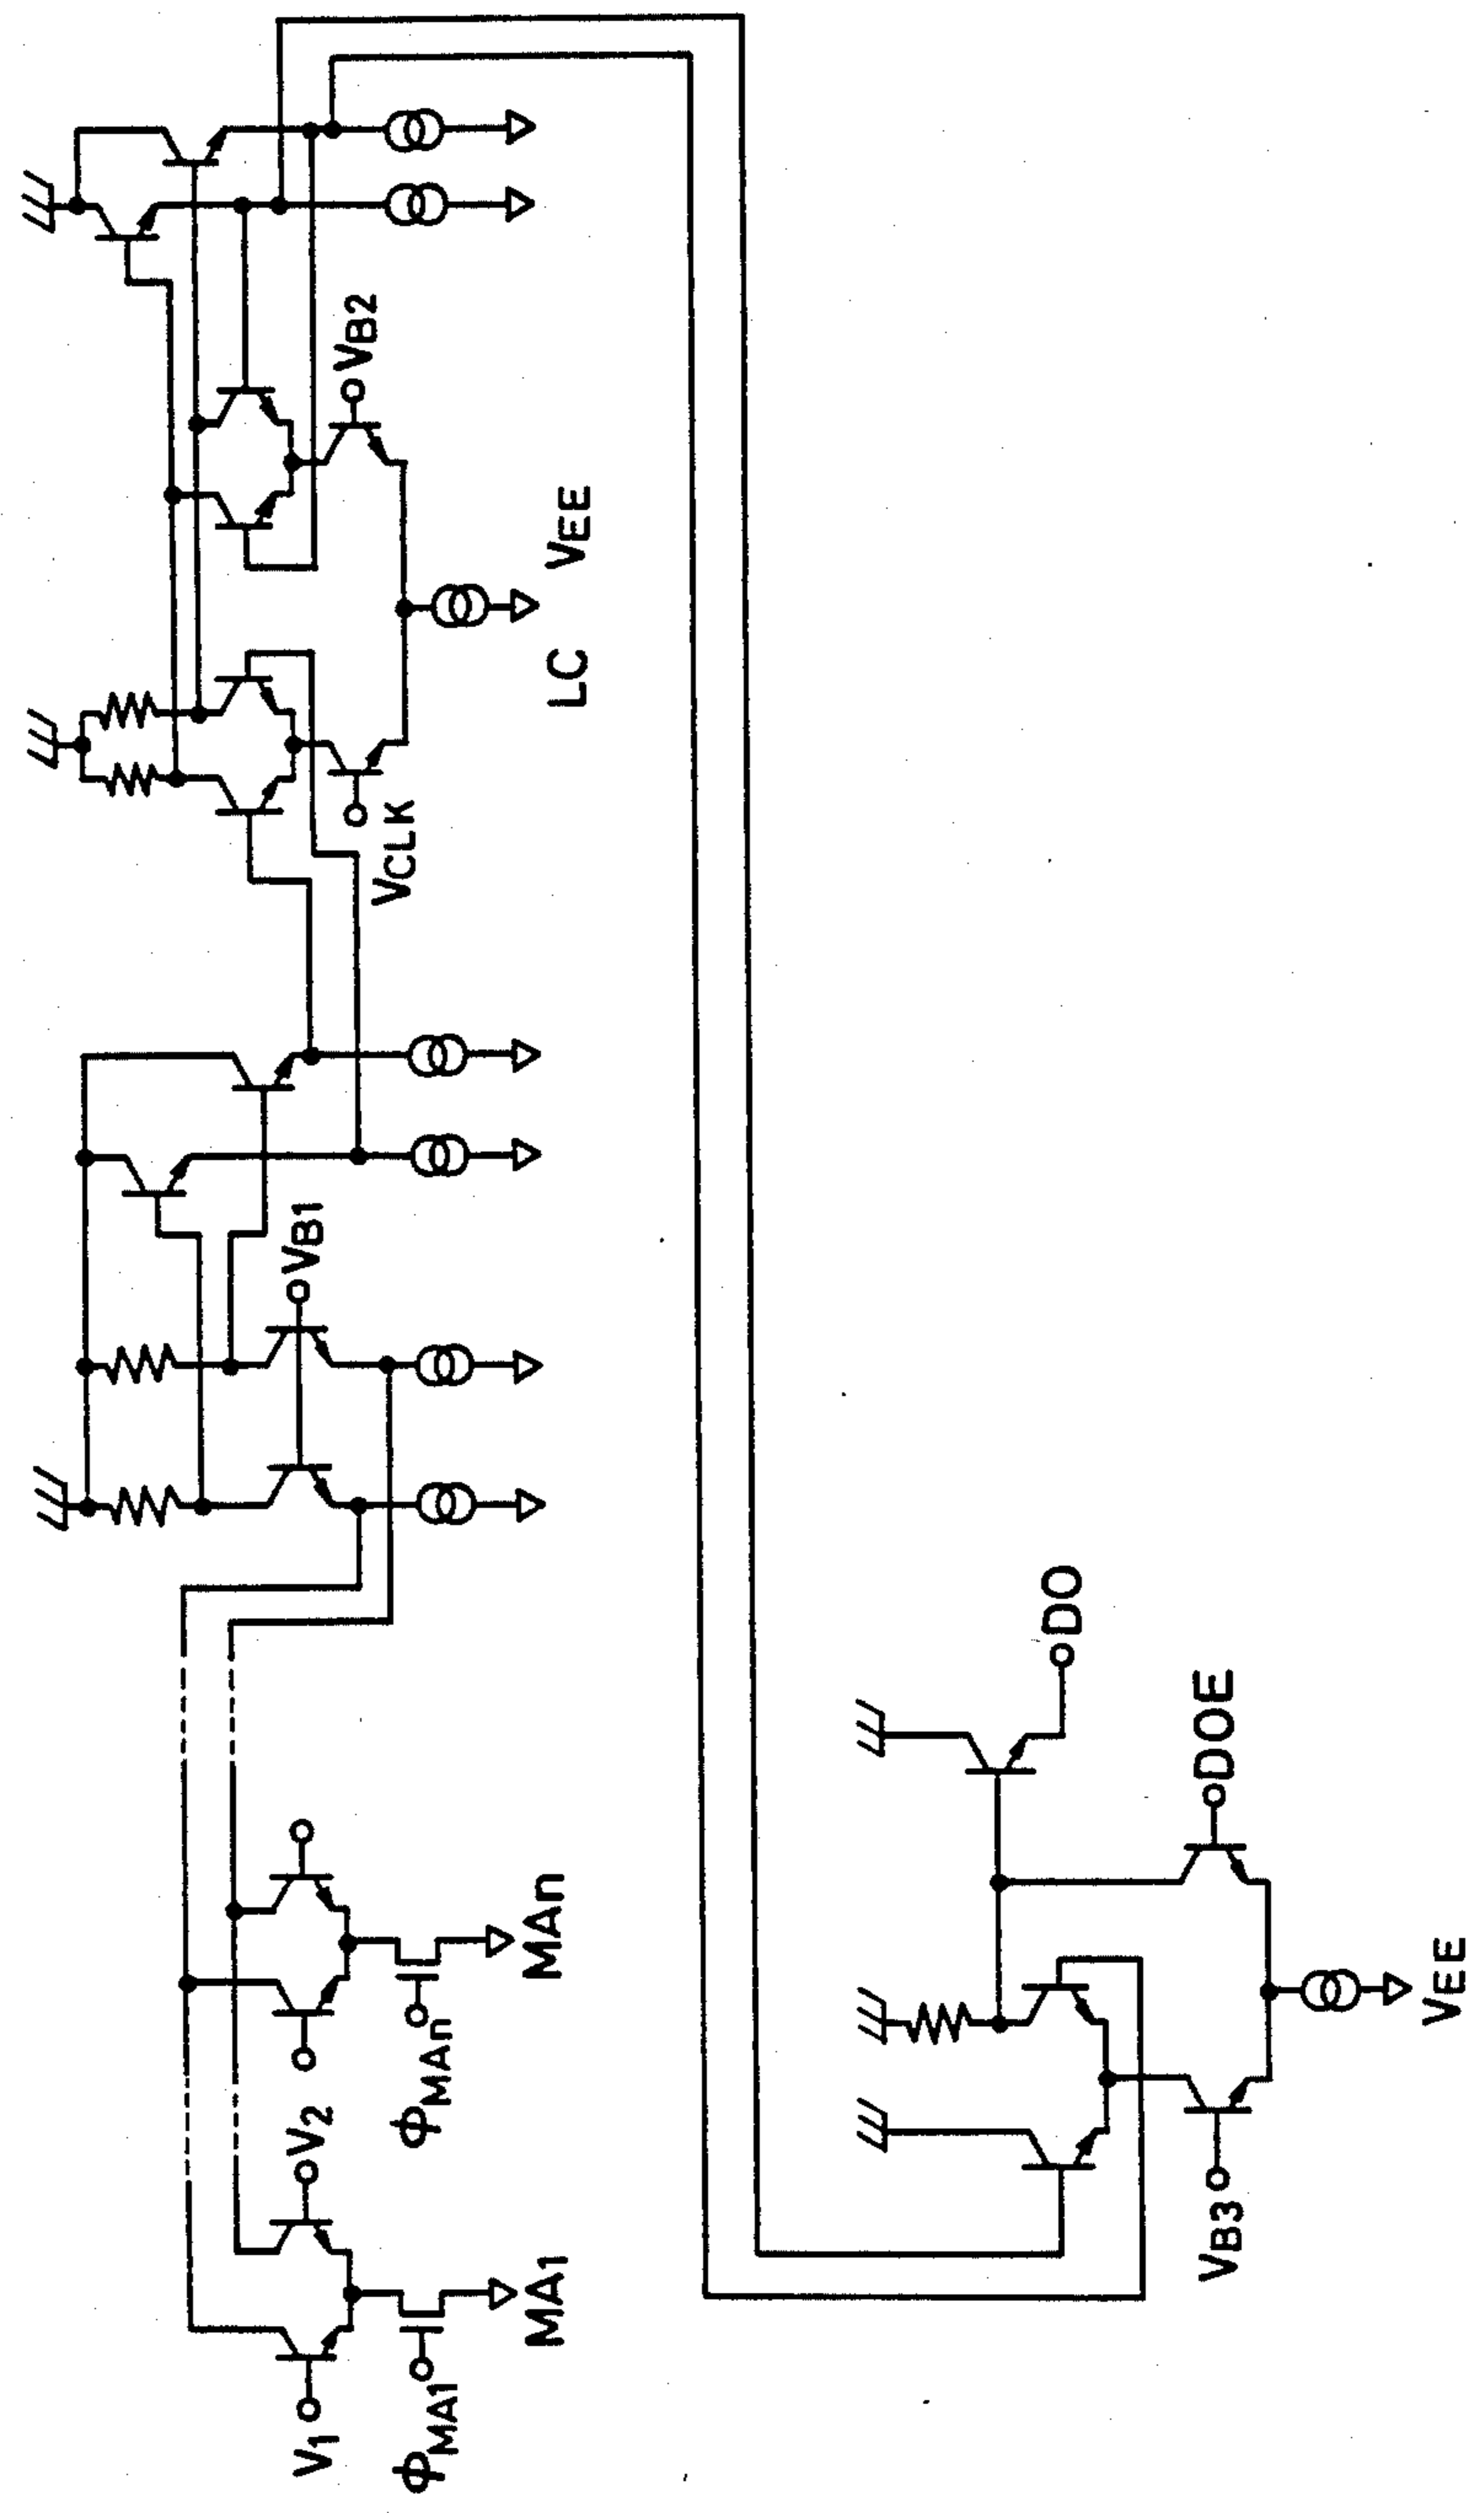 V1
V2
ΦMA1
MA1
ΦMAn
MAn
VB1
VCLK
LC
VEE
VB2
VB3
DOE
DO
VEE